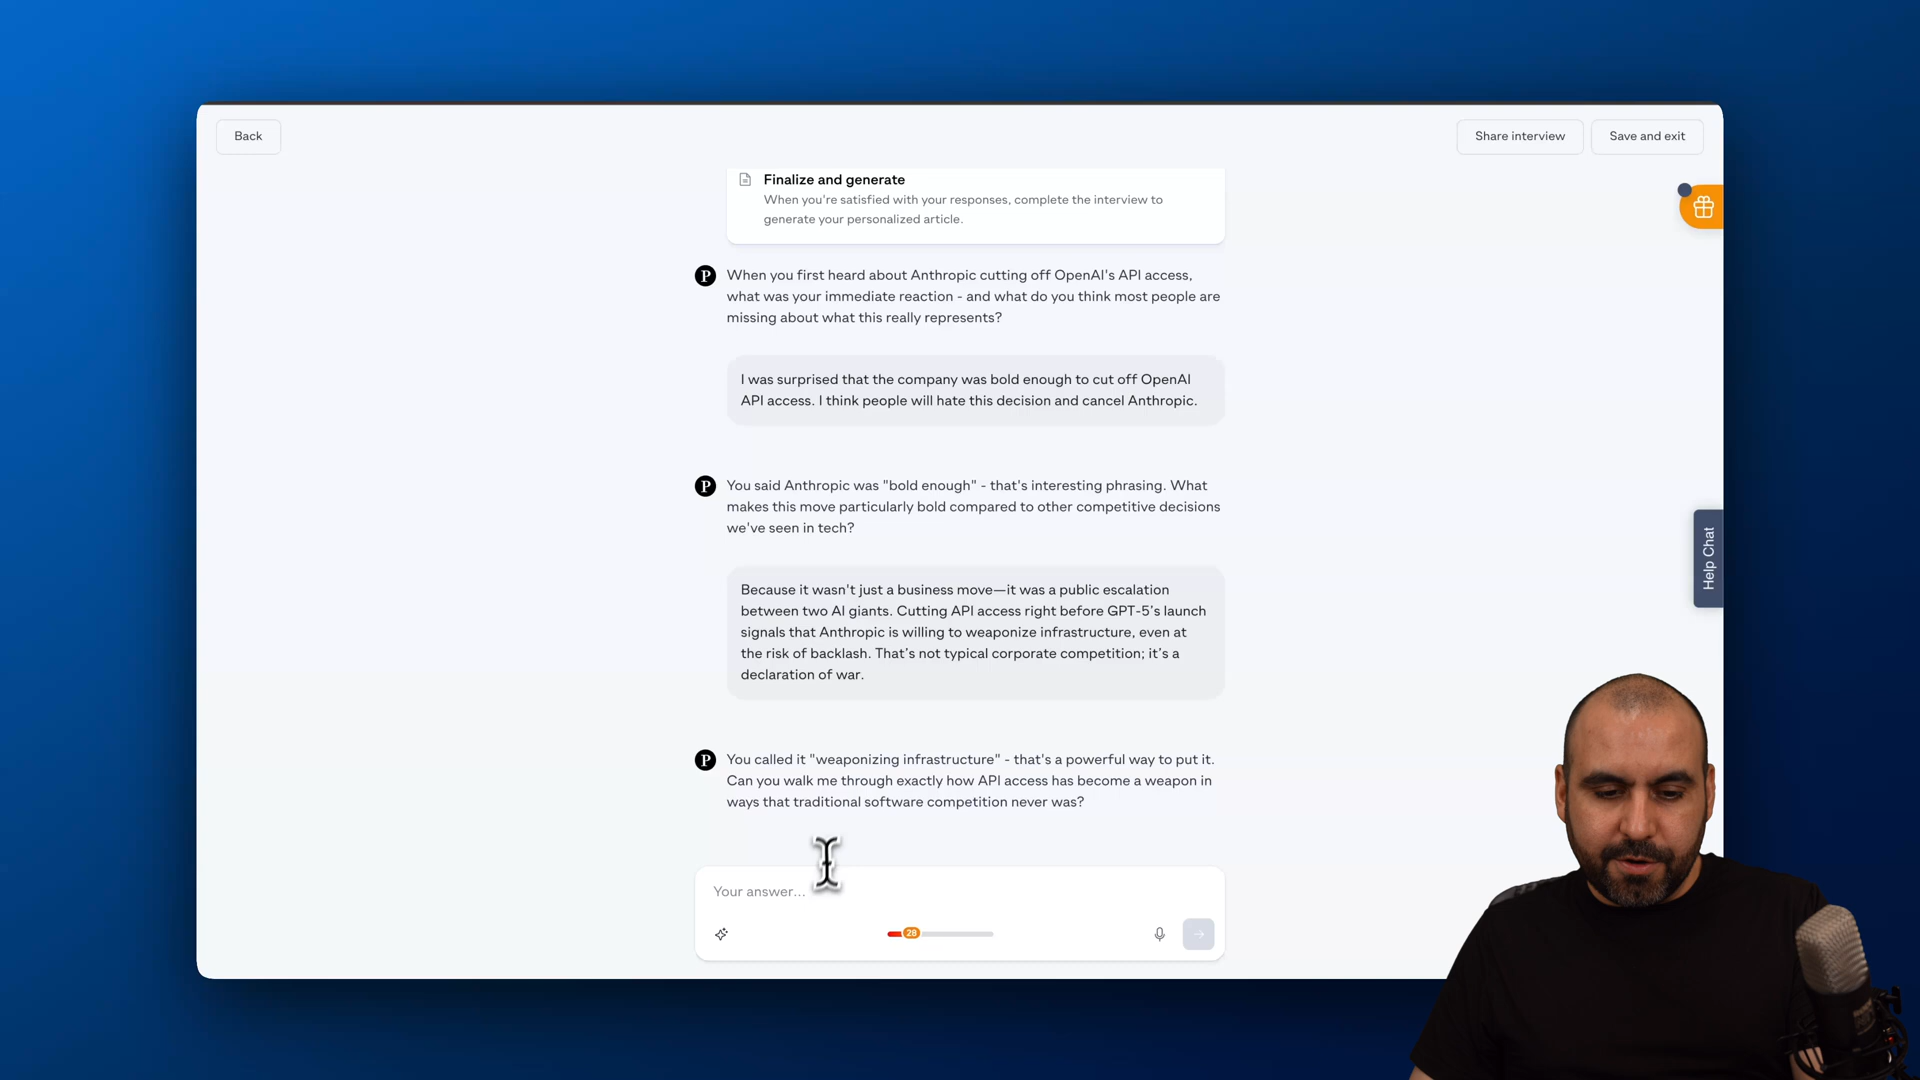 Back
Share interview
Save and exit
Finalize and generate
When you're satisfied with your responses, complete the interview to
generate your personalized article.
P
When you first heard about Anthropic cutting off OpenAI's API access,
what was your immediate reaction - and what do you think most people are
missing about what this really represents?
I was surprised that the company was bold enough to cut off OpenAI
API access. I think people will hate this decision and cancel Anthropic.
P
You said Anthropic was "bold enough" - that's interesting phrasing. What
makes this move particularly bold compared to other competitive decisions
we've seen in tech?
Help Chat
Because it wasn't just a business move—it was a public escalation
between two AI giants. Cutting API access right before GPT-5's launch
signals that Anthropic is willing to weaponize infrastructure, even at
the risk of backlash. That's not typical corporate competition; it's a
declaration of war.
P
You called it "weaponizing infrastructure" - that's a powerful way to put it.
Can you walk me through exactly how API access has become a weapon in
ways that traditional software competition never was?
Your answer...
28